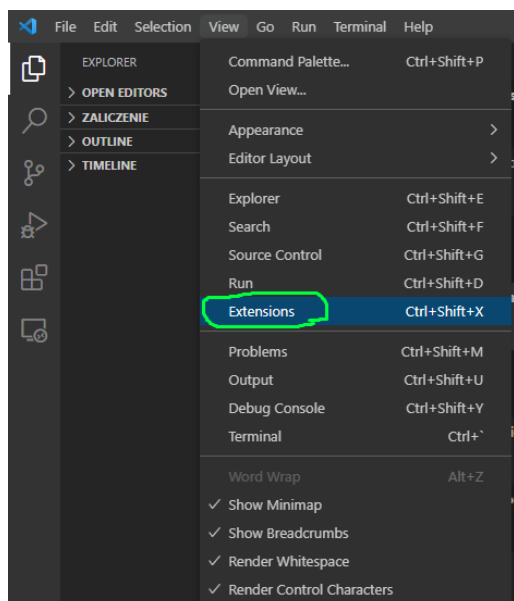 File Edit Selection View Go Run Terminal Help
EXPLORER
OPEN EDITORS
ZALICZENIE
OUTLINE
TIMELINE
Command Palette... Ctrl+Shift+P
Open View...
Appearance
Editor Layout
Explorer Ctrl+Shift+E
Search Ctrl+Shift+F
Source Control Ctrl+Shift+G
Run Ctrl+Shift+D
Extensions Ctrl+Shift+X
Problems Ctrl+Shift+M
Output Ctrl+Shift+U
Debug Console Ctrl+Shift+Y
Terminal Ctrl+`
Word Wrap Alt+Z
Show Minimap
Show Breadcrumbs
Render Whitespace
Render Control Characters